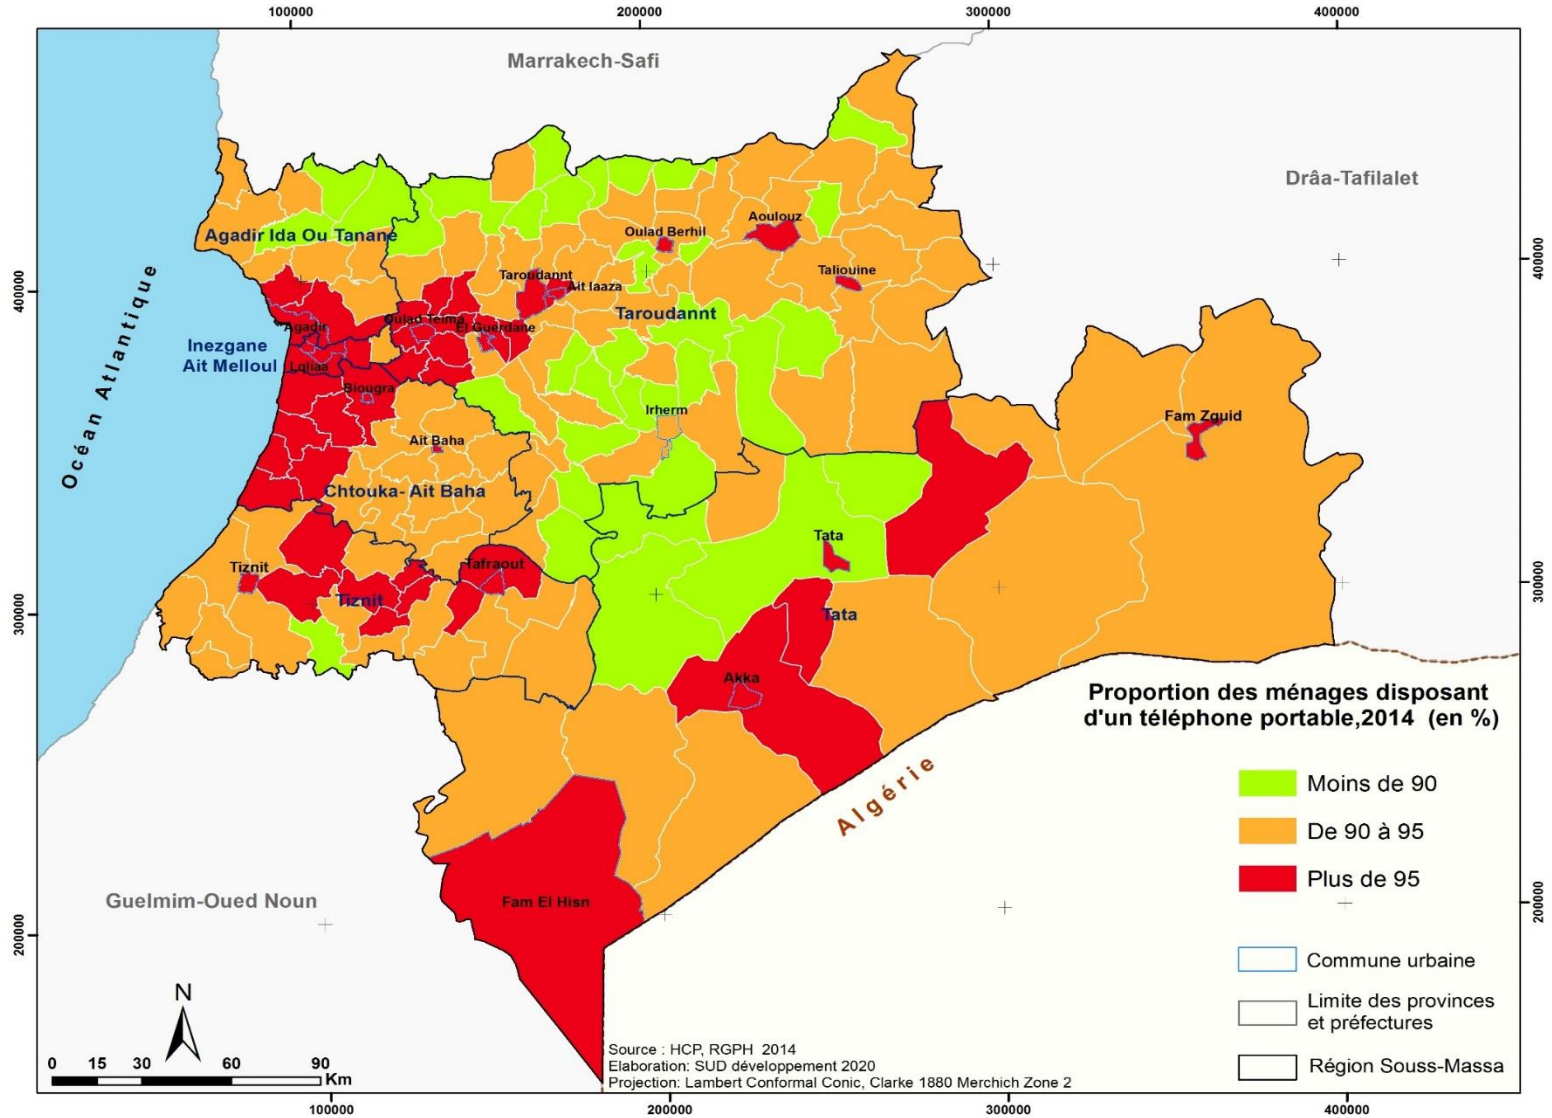 100000
200000
300000
400000
Marrakech-Safi
Drâa-Tafilalet
Aoulouz
Oulad Berhil
Agadir Ida Ou Tanane
400000
400000
Taliouine
Taroudannt
Ait Iaaza
Océan Atlantique
Taroudannt
Oulad Teima
El Guerdane
Agadir
Inezgane
Ait Melloul
Lqliaa
Biougra
Irherm
Fam Zguid
Ait Baha
Chtouka- Ait Baha
Tata
Tafraout
Tiznit
300000
300000
Tiznit
Tata
Akka
Proportion des ménages disposant
d'un téléphone portable,2014 (en %)
Algérie
Moins de 90
De 90 à 95
Plus de 95
Fam El Hisn
Guelmim-Oued Noun
200000
200000
Commune urbaine
Limite des provinces
et préfectures
Région Souss-Massa
N
0 15 30 60 90
Km
Source : HCP, RGPH 2014
Elaboration: SUD développement 2020
Projection: Lambert Conformal Conic, Clarke 1880 Merchich Zone 2
100000
200000
300000
400000